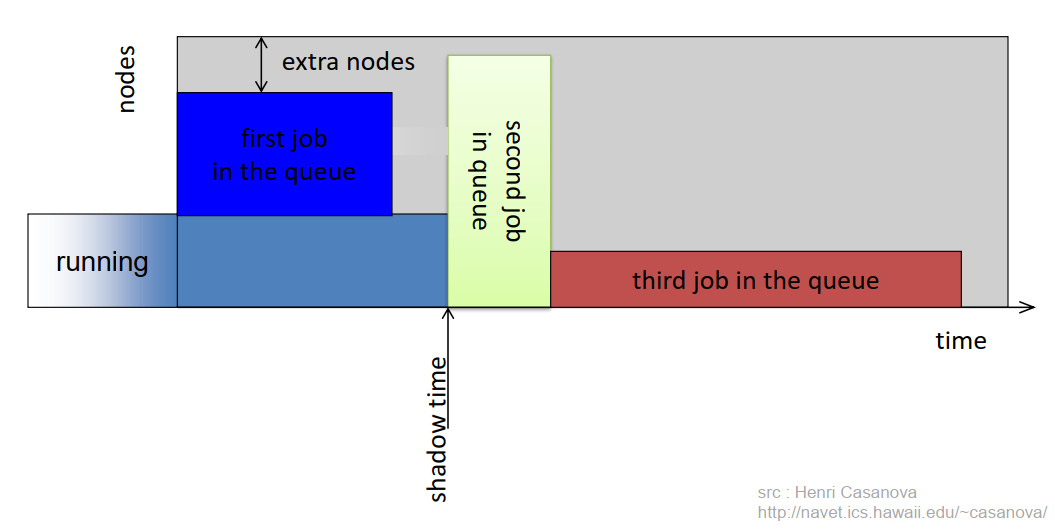 nodes
extra nodes
first job
in the queue
second job
in queue
running
third job in the queue
time
shadow time
src : Henri Casanova
http://navet.ics.hawaii.edu/~casanova/